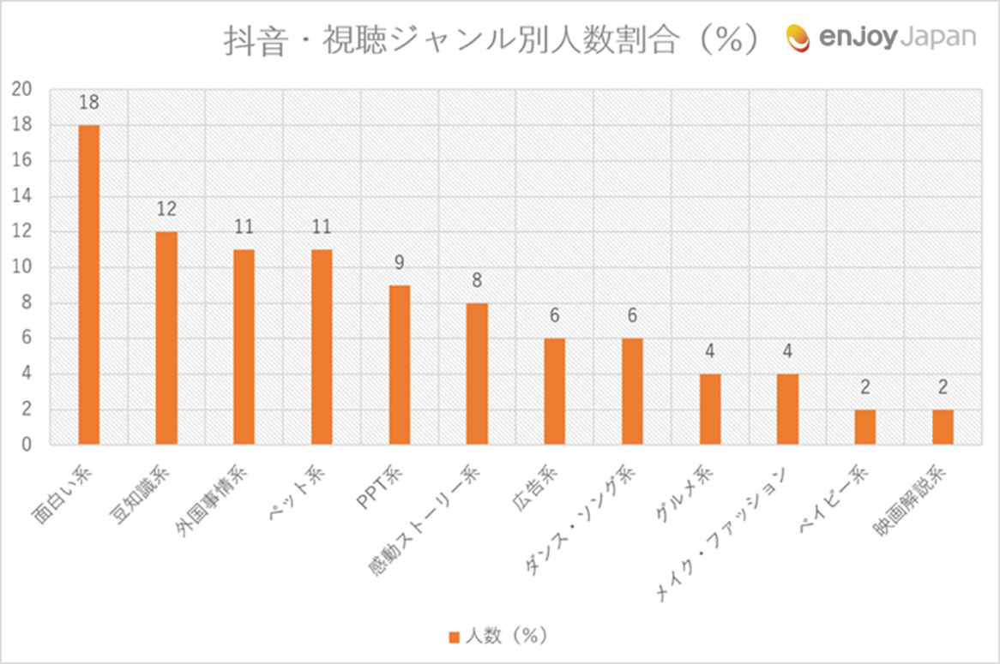 抖音・視聴ジャンル別人数割合（%）
enjoyJapan
20
18
16
14
12
10
8
6
4
2
0
18
12
11
11
9
8
6
6
4
4
2
2
面白い系
豆知識系
外国事情系
ペット系
PPT系
感動ストーリー系
広告系
ダンス・ソング系
グルメ系
メイク・ファッション
ベイビー系
映画解説系
人数（%）